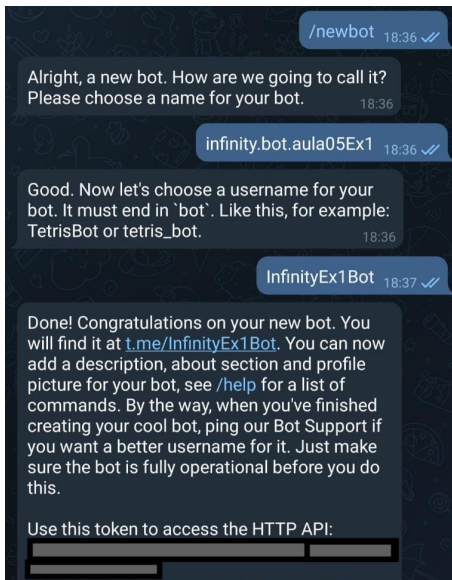 /newbot 18:36
Alright, a new bot. How are we going to call it?
Please choose a name for your bot. 18:36
infinity.bot.aula05Ex1 18:36
Good. Now let's choose a username for your
bot. It must end in `bot`. Like this, for example:
TetrisBot or tetris_bot. 18:36
InfinityEx1Bot 18:37
Done! Congratulations on your new bot. You
will find it at t.me/InfinityEx1Bot. You can now
add a description, about section and profile
picture for your bot, see /help for a list of
commands. By the way, when you've finished
creating your cool bot, ping our Bot Support if
you want a better username for it. Just make
sure the bot is fully operational before you do
this.
Use this token to access the HTTP API: